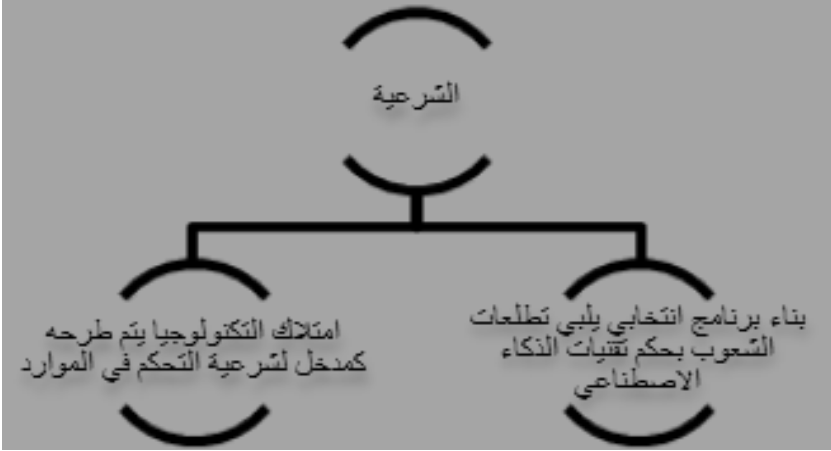 الشرعية
بناء برنامج انتخابي يلبي تطلعات
الشعوب بحكم تقنيات الذكاء
الاصطناعي
امتلاك التكنولوجيا يتم طرحه
كمدخل لشرعية التحكم في الموارد